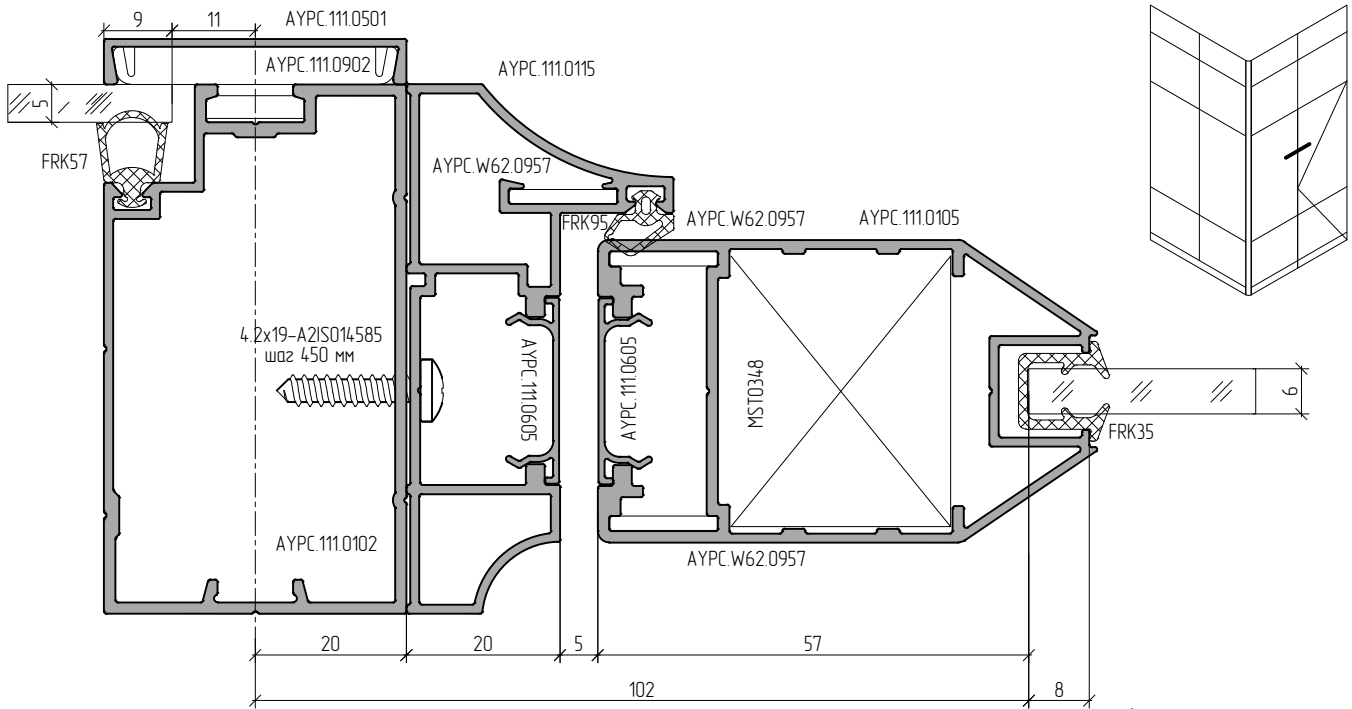 9
11
AYPC.111.0501
AYPC.111.0902
AYPC.111.0115
5
FRK57
AYPC.W62.0957
FRK95
AYPC.W62.0957
AYPC.111.0105
4.2x19-A2ISO14585
шаг 450 мм
AYPC.111.0605
AYPC.111.0605
MST0348
6
FRK35
AYPC.111.0102
AYPC.W62.0957
20
20
5
57
102
8